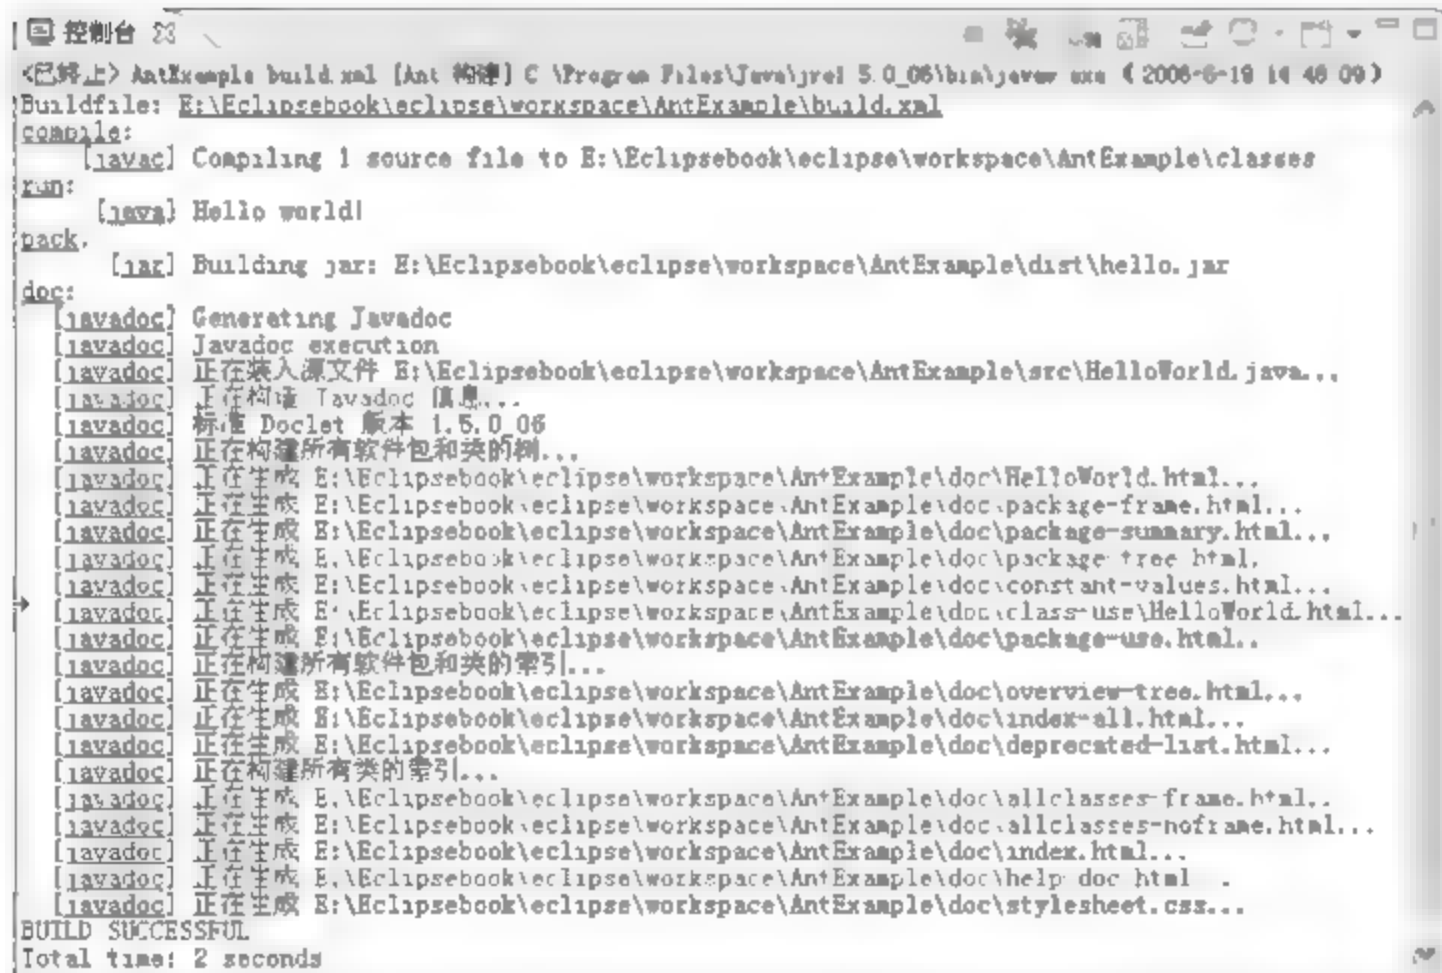 控制台
<已终止> AntExample build.xml [Ant 构建] C:\Program Files\Java\jre1.5.0_06\bin\javaw.exe (2006-6-19 14:46:09)
Buildfile: E:\Eclipsebook\eclipse\workspace\AntExample\build.xml
compile:
[javac] Compiling 1 source file to E:\Eclipsebook\eclipse\workspace\AntExample\classes
run:
[java] Hello world!
pack:
[jar] Building jar: E:\Eclipsebook\eclipse\workspace\AntExample\dist\hello.jar
doc:
[javadoc] Generating Javadoc
[javadoc] Javadoc execution
[javadoc] 正在装入源文件 E:\Eclipsebook\eclipse\workspace\AntExample\src\HelloWorld.java...
[javadoc] 正在构造 Javadoc 信息...
[javadoc] 标准 Doclet 版本 1.5.0_06
[javadoc] 正在构建所有软件包和类的树...
[javadoc] 正在生成 E:\Eclipsebook\eclipse\workspace\AntExample\doc\HelloWorld.html...
[javadoc] 正在生成 E:\Eclipsebook\eclipse\workspace\AntExample\doc\package-frame.html...
[javadoc] 正在生成 E:\Eclipsebook\eclipse\workspace\AntExample\doc\package-summary.html...
[javadoc] 正在生成 E:\Eclipsebook\eclipse\workspace\AntExample\doc\package-tree.html...
[javadoc] 正在生成 E:\Eclipsebook\eclipse\workspace\AntExample\doc\constant-values.html...
[javadoc] 正在生成 E:\Eclipsebook\eclipse\workspace\AntExample\doc\class-use\HelloWorld.html...
[javadoc] 正在生成 E:\Eclipsebook\eclipse\workspace\AntExample\doc\package-use.html...
[javadoc] 正在构建所有软件包和类的索引...
[javadoc] 正在生成 E:\Eclipsebook\eclipse\workspace\AntExample\doc\overview-tree.html...
[javadoc] 正在生成 E:\Eclipsebook\eclipse\workspace\AntExample\doc\index-all.html...
[javadoc] 正在生成 E:\Eclipsebook\eclipse\workspace\AntExample\doc\deprecated-list.html...
[javadoc] 正在构建所有类的索引...
[javadoc] 正在生成 E:\Eclipsebook\eclipse\workspace\AntExample\doc\allclasses-frame.html...
[javadoc] 正在生成 E:\Eclipsebook\eclipse\workspace\AntExample\doc\allclasses-noframe.html...
[javadoc] 正在生成 E:\Eclipsebook\eclipse\workspace\AntExample\doc\index.html...
[javadoc] 正在生成 E:\Eclipsebook\eclipse\workspace\AntExample\doc\help-doc.html...
[javadoc] 正在生成 E:\Eclipsebook\eclipse\workspace\AntExample\doc\stylesheet.css...
BUILD SUCCESSFUL
Total time: 2 seconds